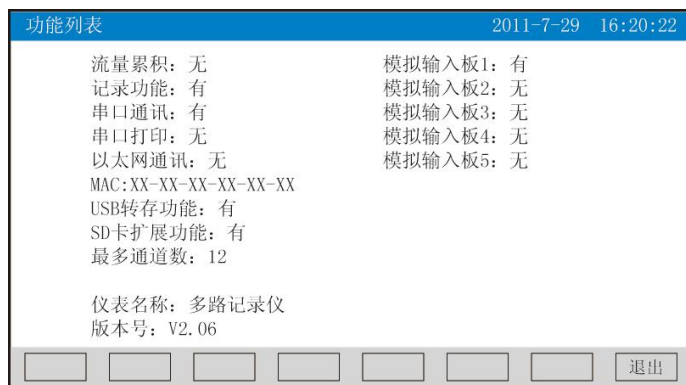 功能列表 2011-7-29 16:20:22
流量累积：无 模拟输入板1：有
记录功能：有 模拟输入板2：无
串口通讯：有 模拟输入板3：无
串口打印：无 模拟输入板4：无
以太网通讯：无 模拟输入板5：无
MAC:XX-XX-XX-XX-XX-XX
USB转存功能：有
SD卡扩展功能：有
最多通道数：12
仪表名称：多路记录仪
版本号：V2.06
退出